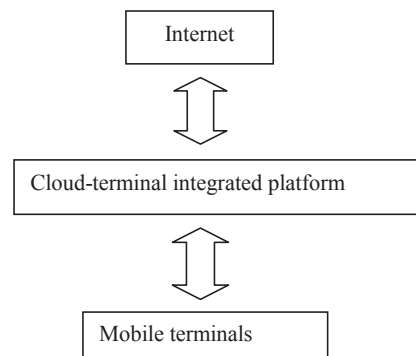 Internet
Cloud-terminal integrated platform
Mobile terminals